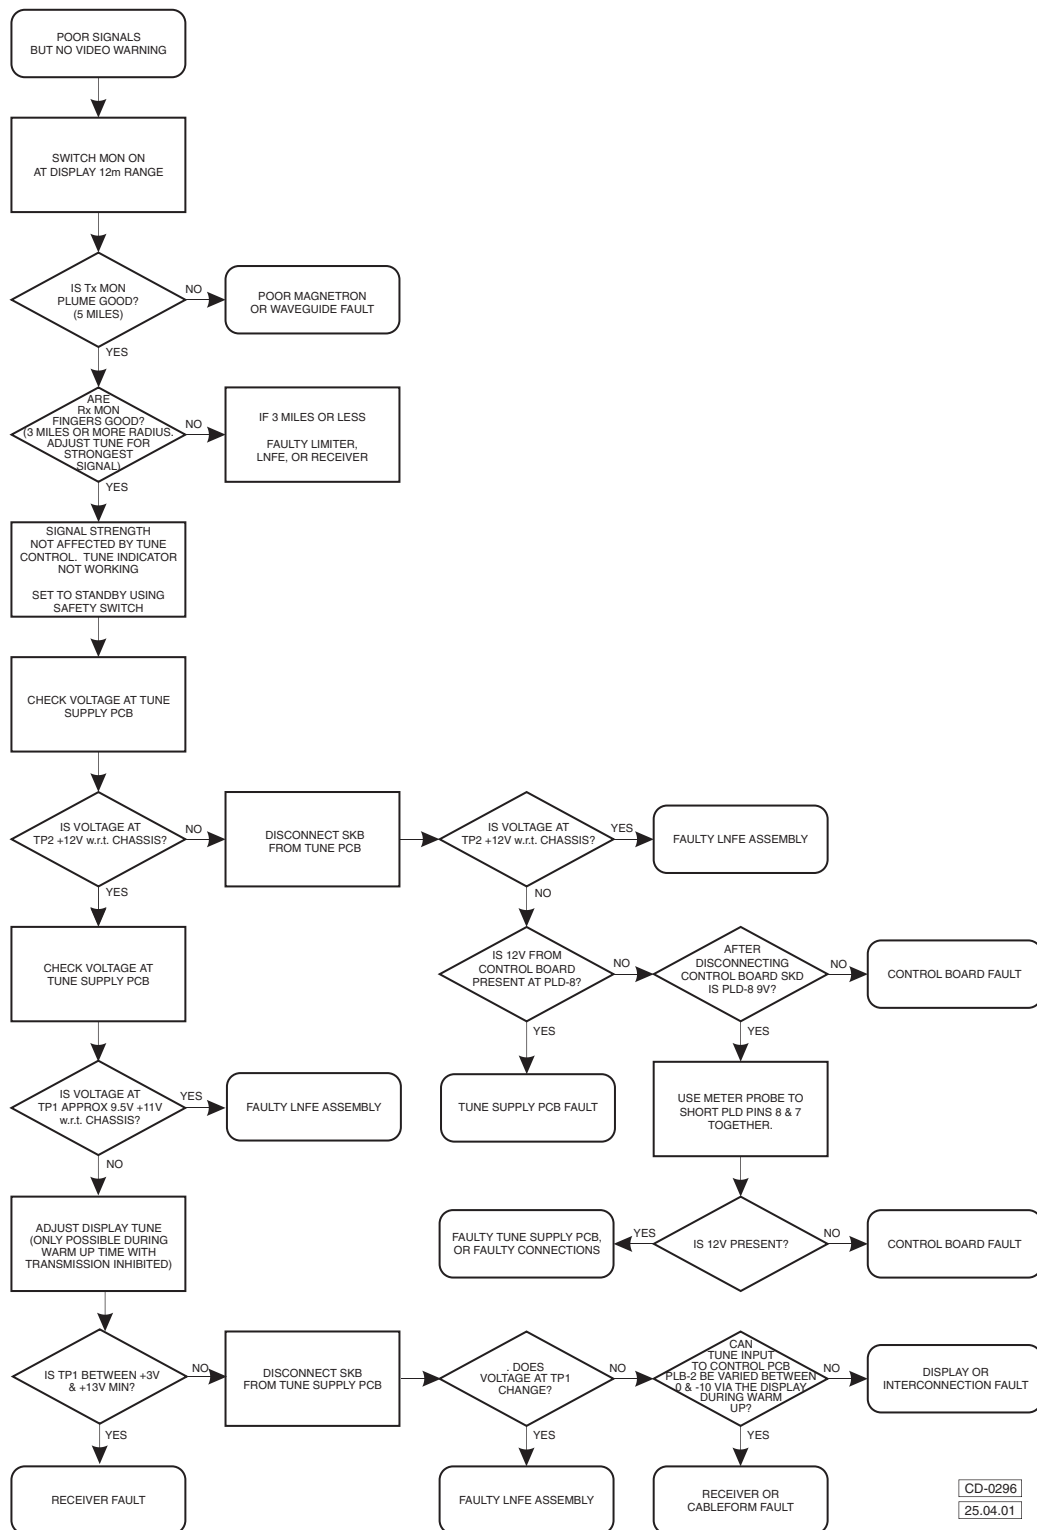 POOR SIGNALS
BUT NO VIDEO WARNING
SWITCH MON ON
AT DISPLAY 12m RANGE
IS Tx MON
PLUME GOOD?
(5 MILES)
NO
POOR MAGNETRON
OR WAVEGUIDE FAULT
YES
ARE
Rx MON
FINGERS GOOD?
(3 MILES OR MORE RADIUS.
ADJUST TUNE FOR
STRONGEST
SIGNAL)
NO
IF 3 MILES OR LESS
FAULTY LIMITER,
LNFE, OR RECEIVER
YES
SIGNAL STRENGTH
NOT AFFECTED BY TUNE
CONTROL. TUNE INDICATOR
NOT WORKING
SET TO STANDBY USING
SAFETY SWITCH
CHECK VOLTAGE AT TUNE
SUPPLY PCB
IS VOLTAGE AT
TP2 +12V w.r.t. CHASSIS?
NO
DISCONNECT SKB
FROM TUNE PCB
IS VOLTAGE AT
TP2 +12V w.r.t. CHASSIS?
YES
FAULTY LNFE ASSEMBLY
YES
NO
CHECK VOLTAGE AT
TUNE SUPPLY PCB
IS 12V FROM
CONTROL BOARD
PRESENT AT PLD-8?
NO
AFTER
DISCONNECTING
CONTROL BOARD SKD
IS PLD-8 9V?
NO
CONTROL BOARD FAULT
YES
YES
IS VOLTAGE AT
TP1 APPROX 9.5V +11V
w.r.t. CHASSIS?
YES
FAULTY LNFE ASSEMBLY
TUNE SUPPLY PCB FAULT
USE METER PROBE TO
SHORT PLD PINS 8 & 7
TOGETHER.
NO
ADJUST DISPLAY TUNE
(ONLY POSSIBLE DURING
WARM UP TIME WITH
TRANSMISSION INHIBITED)
FAULTY TUNE SUPPLY PCB,
OR FAULTY CONNECTIONS
YES
IS 12V PRESENT?
NO
CONTROL BOARD FAULT
IS TP1 BETWEEN +3V
& +13V MIN?
NO
DISCONNECT SKB
FROM TUNE SUPPLY PCB
. DOES
VOLTAGE AT TP1
CHANGE?
NO
CAN
TUNE INPUT
TO CONTROL PCB
PLB-2 BE VARIED BETWEEN
0 & -10 VIA THE DISPLAY
DURING WARM
UP?
NO
DISPLAY OR
INTERCONNECTION FAULT
YES
YES
YES
RECEIVER FAULT
FAULTY LNFE ASSEMBLY
RECEIVER OR
CABLEFORM FAULT
CD-0296
25.04.01